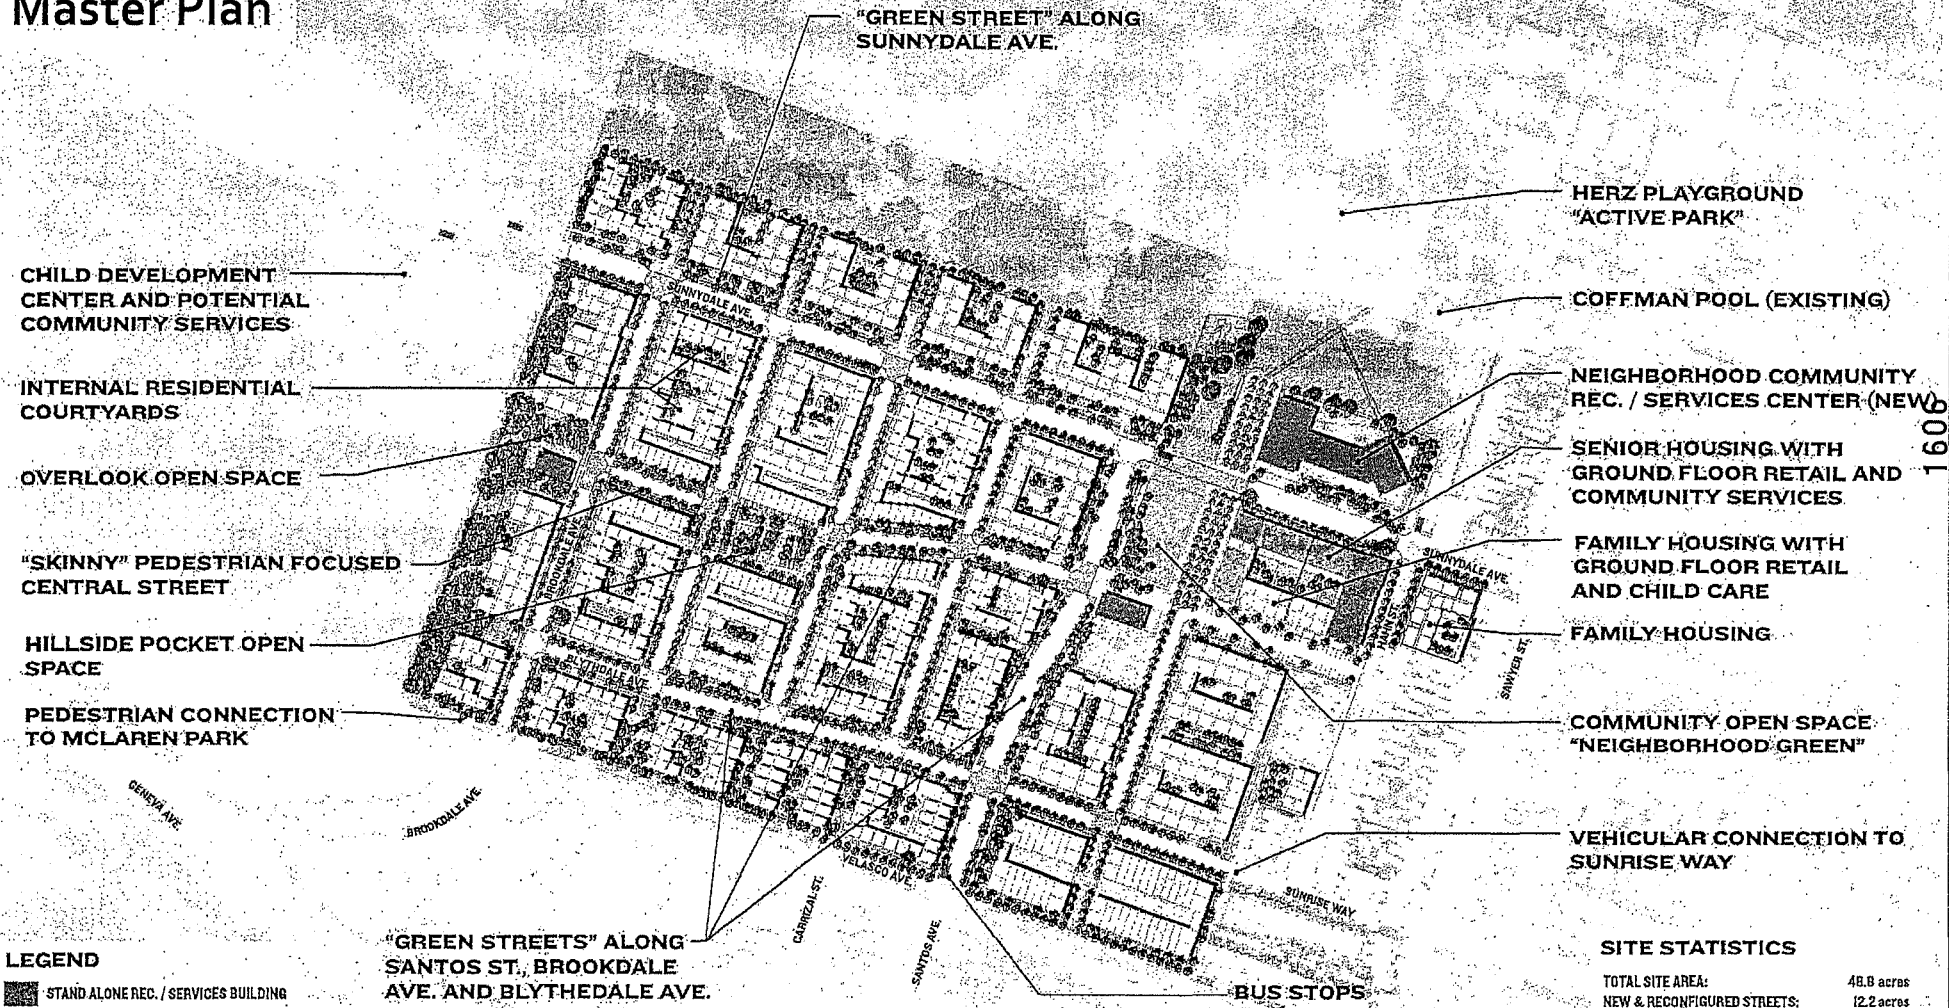 Master Plan
"GREEN STREET" ALONG
SUNNYDALE AVE.
HERZ PLAYGROUND
"ACTIVE PARK"
CHILD DEVELOPMENT
CENTER AND POTENTIAL
COMMUNITY SERVICES
COFFMAN POOL (EXISTING)
SUNNYDALE AVE.
INTERNAL RESIDENTIAL
COURTYARDS
NEIGHBORHOOD COMMUNITY
REC. / SERVICES CENTER (NEW)
1606
OVERLOOK OPEN SPACE
SENIOR HOUSING WITH
GROUND FLOOR RETAIL AND
COMMUNITY SERVICES
"SKINNY" PEDESTRIAN FOCUSED
CENTRAL STREET
BROOKDALE AVE.
SUNNYDALE AVE.
FAMILY HOUSING WITH
GROUND FLOOR RETAIL
AND CHILD CARE
HILLSIDE POCKET OPEN
SPACE
BLYTHDALE AVE.
HAHN ST.
FAMILY HOUSING
SAWYER ST.
PEDESTRIAN CONNECTION
TO MCLAREN PARK
COMMUNITY OPEN SPACE
"NEIGHBORHOOD GREEN"
GENEVA AVE.
BROOKDALE AVE.
VELASCO AVE.
VEHICULAR CONNECTION TO
SUNRISE WAY
SUNRISE WAY
CARRIZAL ST.
SANTOS AVE.
"GREEN STREETS" ALONG
SANTOS ST., BROOKDALE
AVE. AND BLYTHEDALE AVE.
BUS STOPS
LEGEND
STAND ALONE REC. / SERVICES BUILDING
SITE STATISTICS
TOTAL SITE AREA: 48.8 acres
NEW & RECONFIGURED STREETS; 12.2 acres